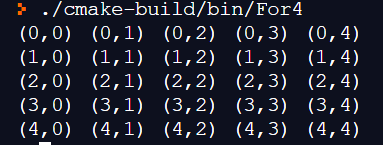 ❯ ./cmake-build/bin/For4
(0,0) (0,1) (0,2) (0,3) (0,4)
(1,0) (1,1) (1,2) (1,3) (1,4)
(2,0) (2,1) (2,2) (2,3) (2,4)
(3,0) (3,1) (3,2) (3,3) (3,4)
(4,0) (4,1) (4,2) (4,3) (4,4)